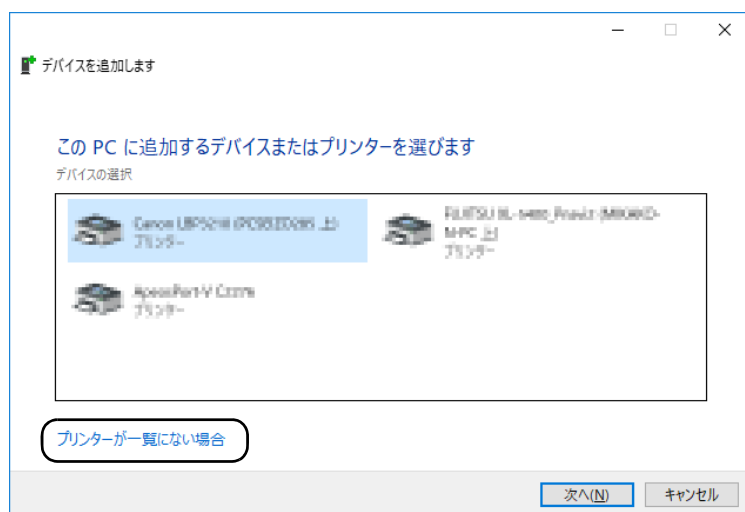 デバイスを追加します
この PC に追加するデバイスまたはプリンターを選びます
デバイスの選択
プリンター
プリンター
プリンター
プリンターが一覧にない場合
次へ(N)
キャンセル